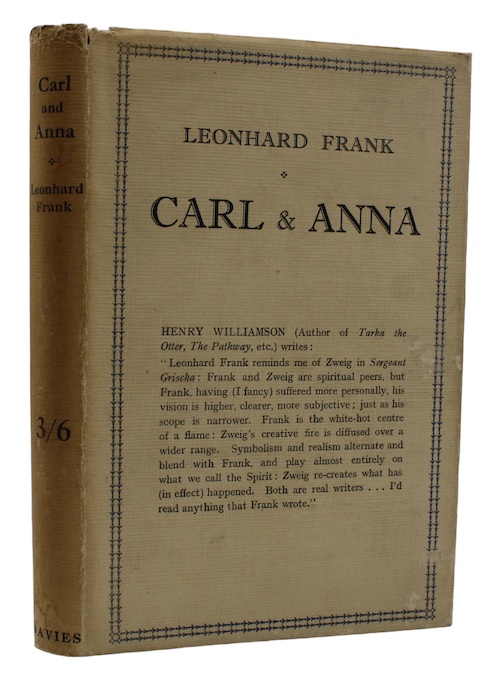 Carl
and
Anna
Leonhard
Frank
3/6
DAVIES
LEONHARD FRANK
CARL & ANNA
HENRY WILLIAMSON (Author of Tarka the
Otter, The Pathway, etc.) writes:
"Leonhard Frank reminds me of Zweig in Sergeant
Grischa: Frank and Zweig are spiritual peers, but
Frank, having (I fancy) suffered more personally, his
vision is higher, clearer, more subjective; just as his
scope is narrower. Frank is the white-hot centre
of a flame: Zweig's creative fire is diffused over a
wider range. Symbolism and realism alternate and
blend with Frank, and play almost entirely on
what we call the Spirit: Zweig re-creates what has
(in effect) happened. Both are real writers . . . I'd
read anything that Frank wrote."